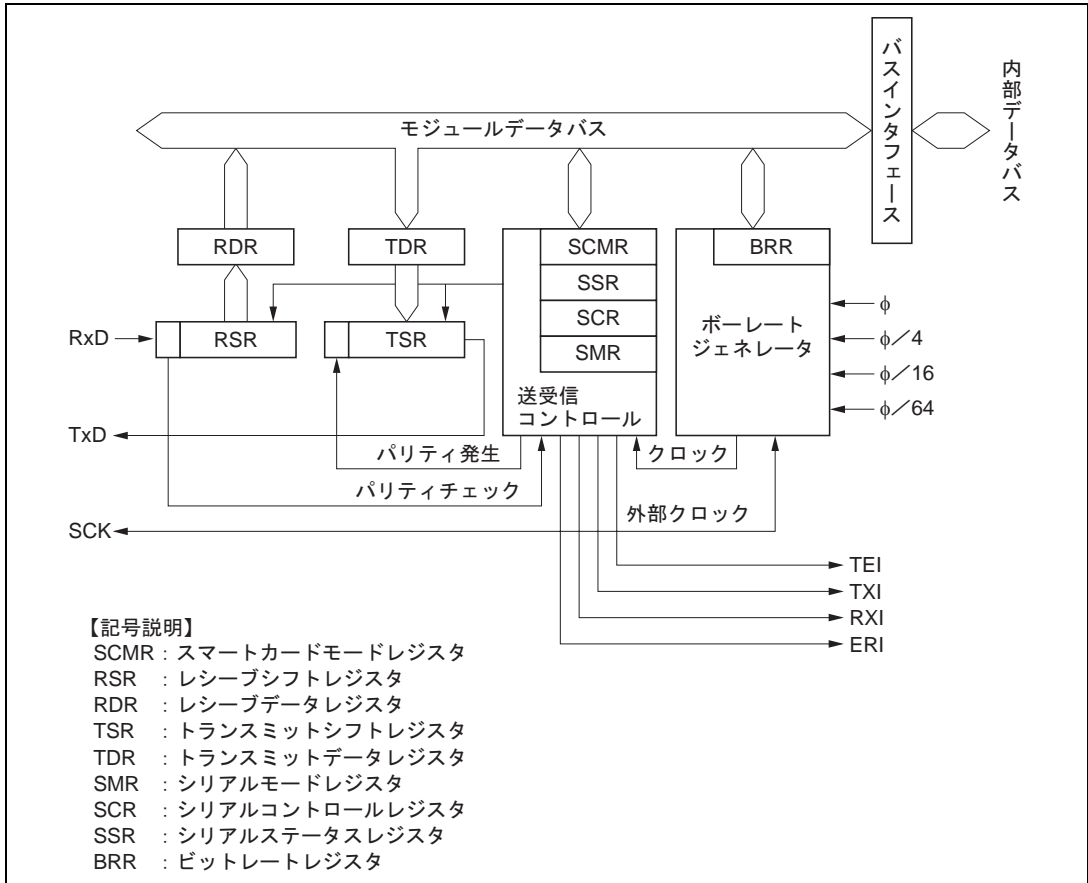 バスインタフェース
内部データバス
モジュールデータバス
RDR
TDR
SCMR
BRR
SSR
SCR
SMR
RxD
RSR
TSR
ボーレート
ジェネレータ
φ
φ／4
φ／16
φ／64
送受信
コントロール
TxD
パリティ発生
クロック
パリティチェック
外部クロック
SCK
TEI
TXI
RXI
ERI
【記号説明】
SCMR : スマートカードモードレジスタ
RSR : レシーブシフトレジスタ
RDR : レシーブデータレジスタ
TSR : トランスミットシフトレジスタ
TDR : トランスミットデータレジスタ
SMR : シリアルモードレジスタ
SCR : シリアルコントロールレジスタ
SSR : シリアルステータスレジスタ
BRR : ビットレートレジスタ